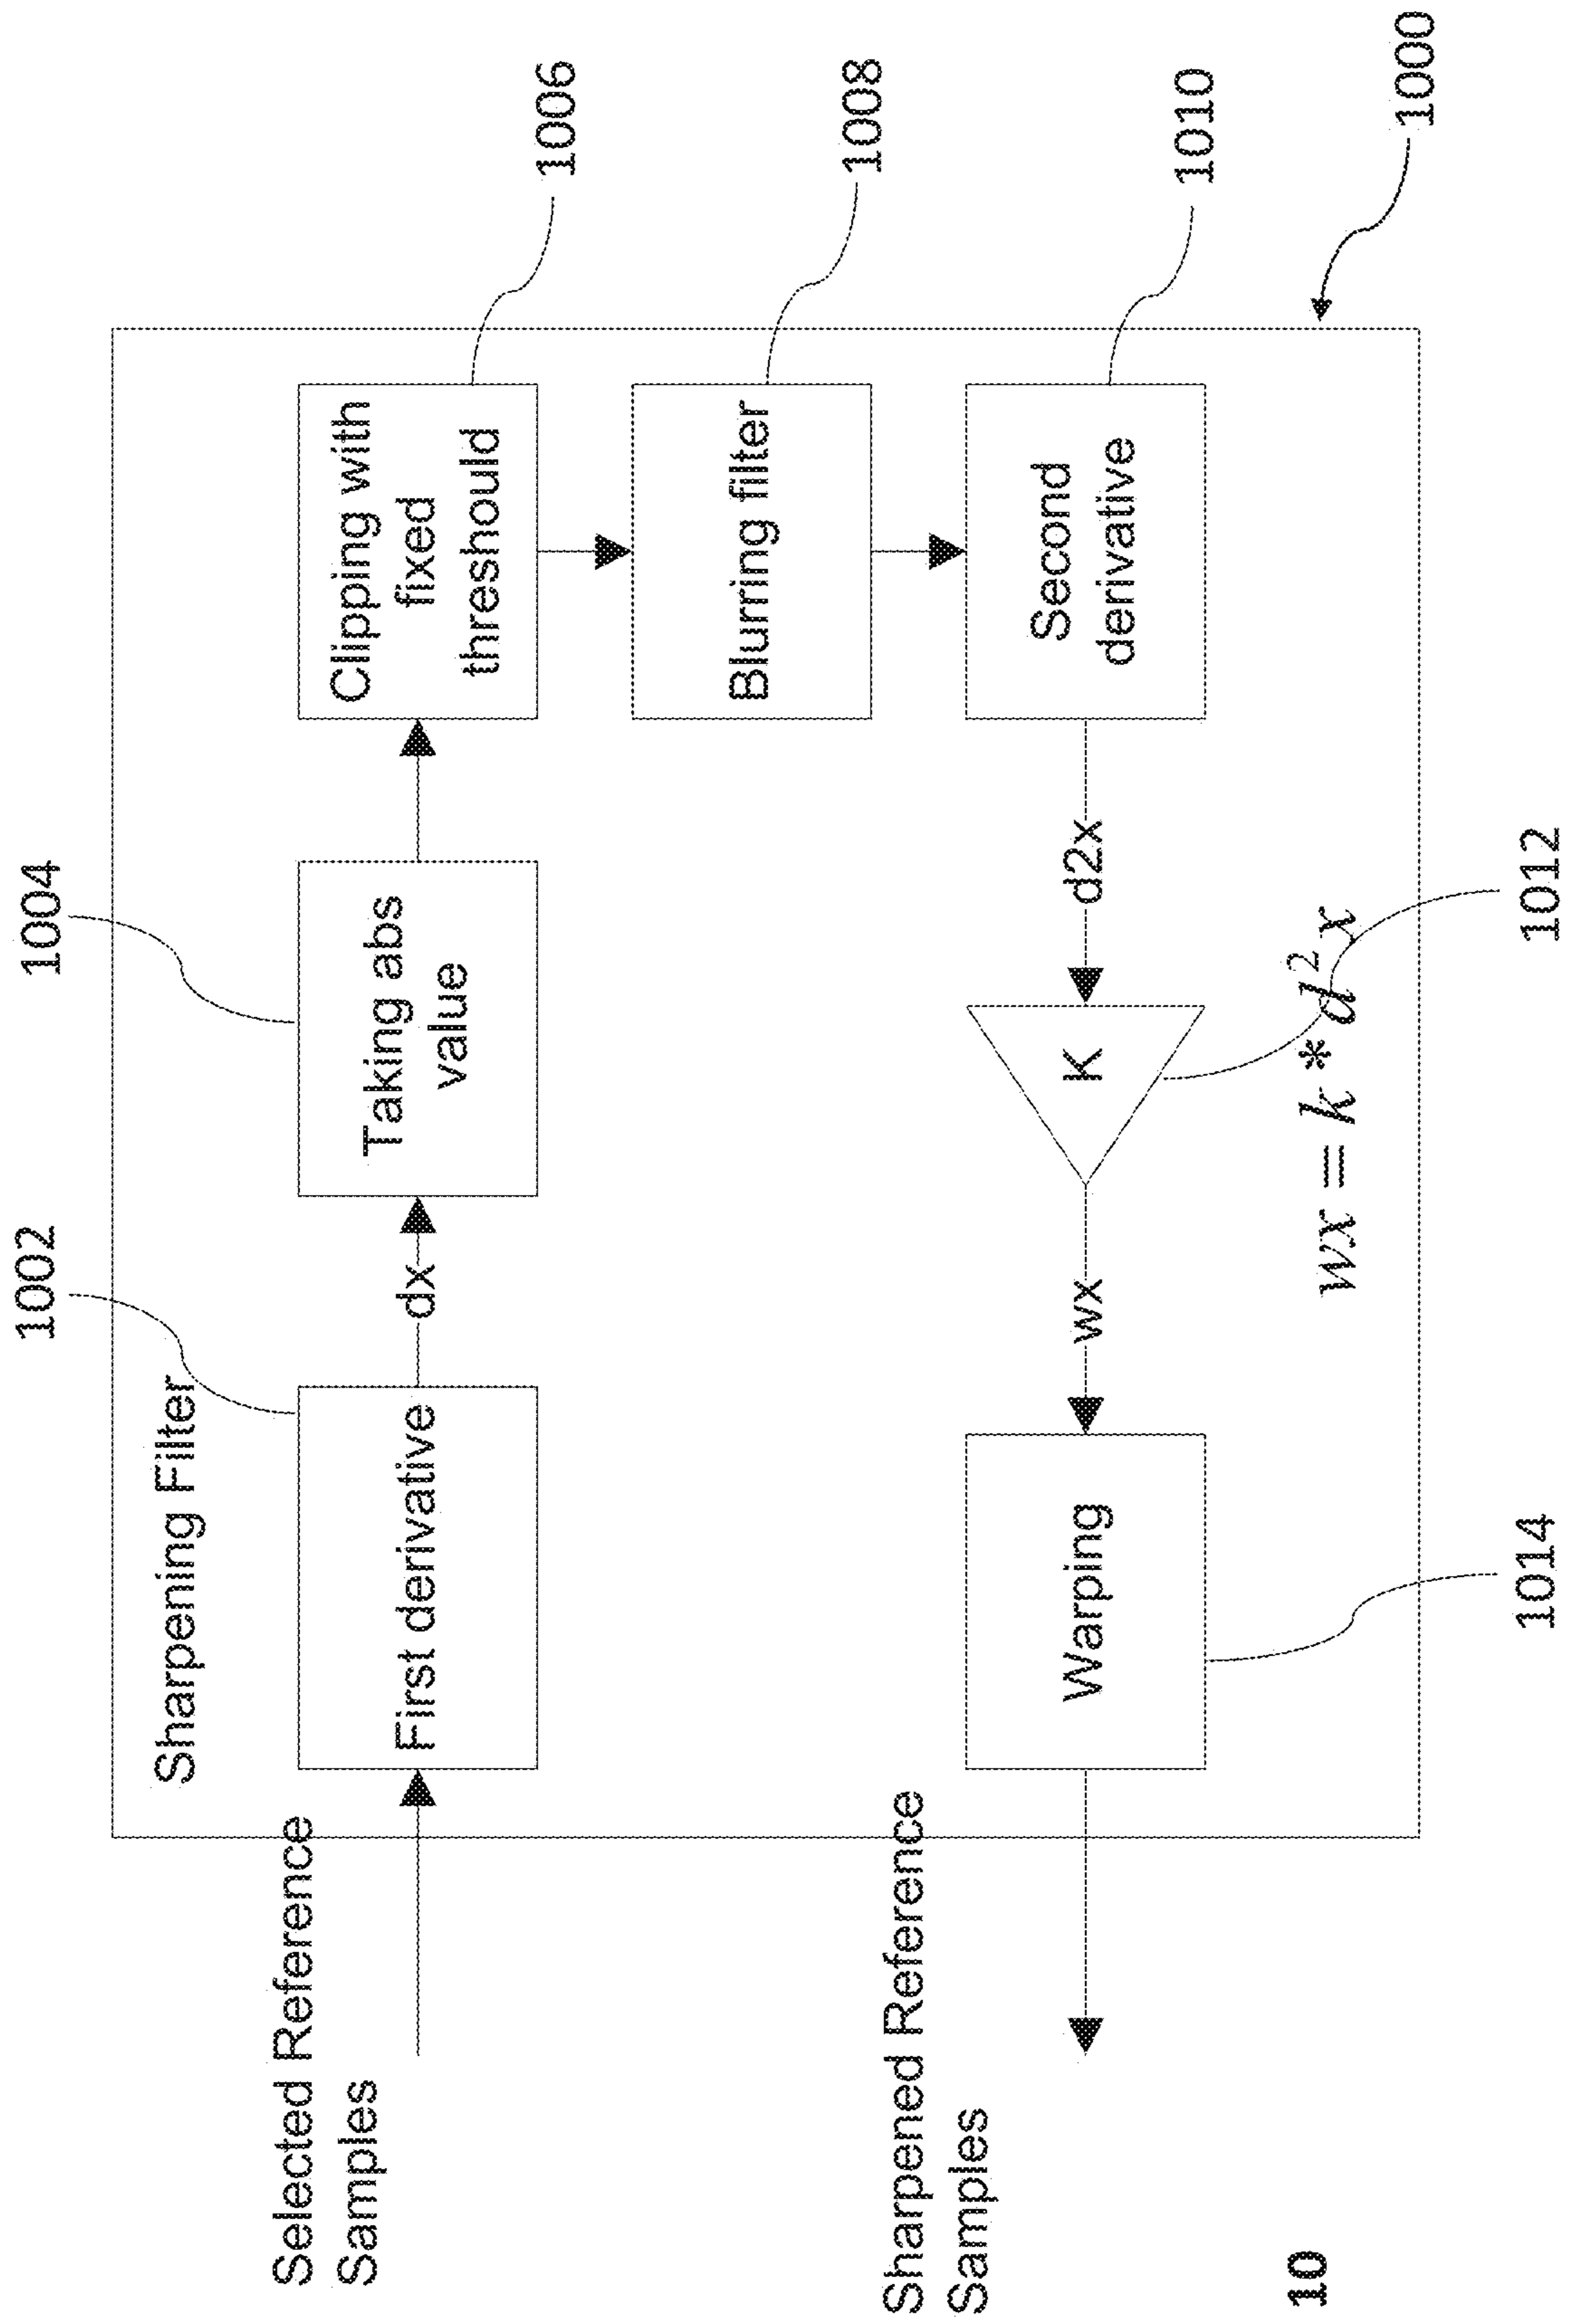 1002
1004
Sharpening Filter
Selected Reference
Samples
First derivative
dx
Taking abs
value
Clipping with
fixed
threshould
1006
Blurring filter
1008
Second
derivative
1010
d2x
K
wx
Warping
Sharpened Reference
Samples
wx = k * d² x
1012
1014
1000
10